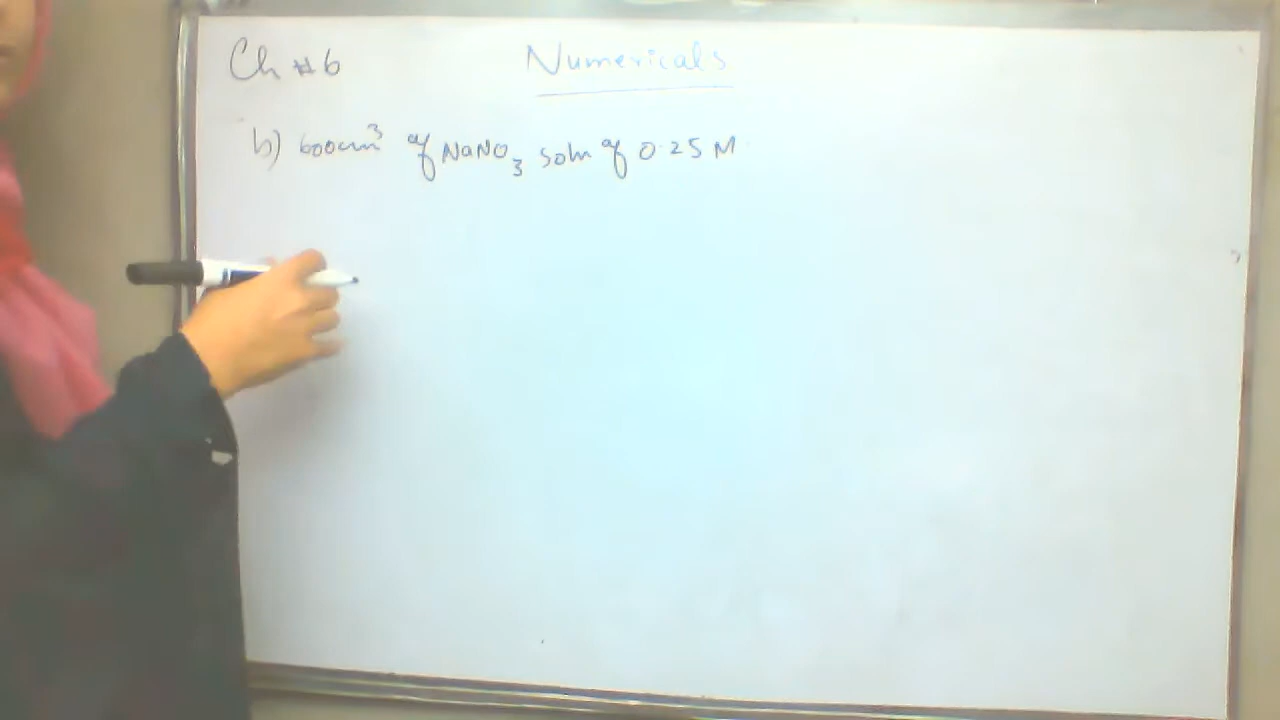 Ch #6 Numericals
b) 600cm³ of NaNO₃ soln of 0.25 M